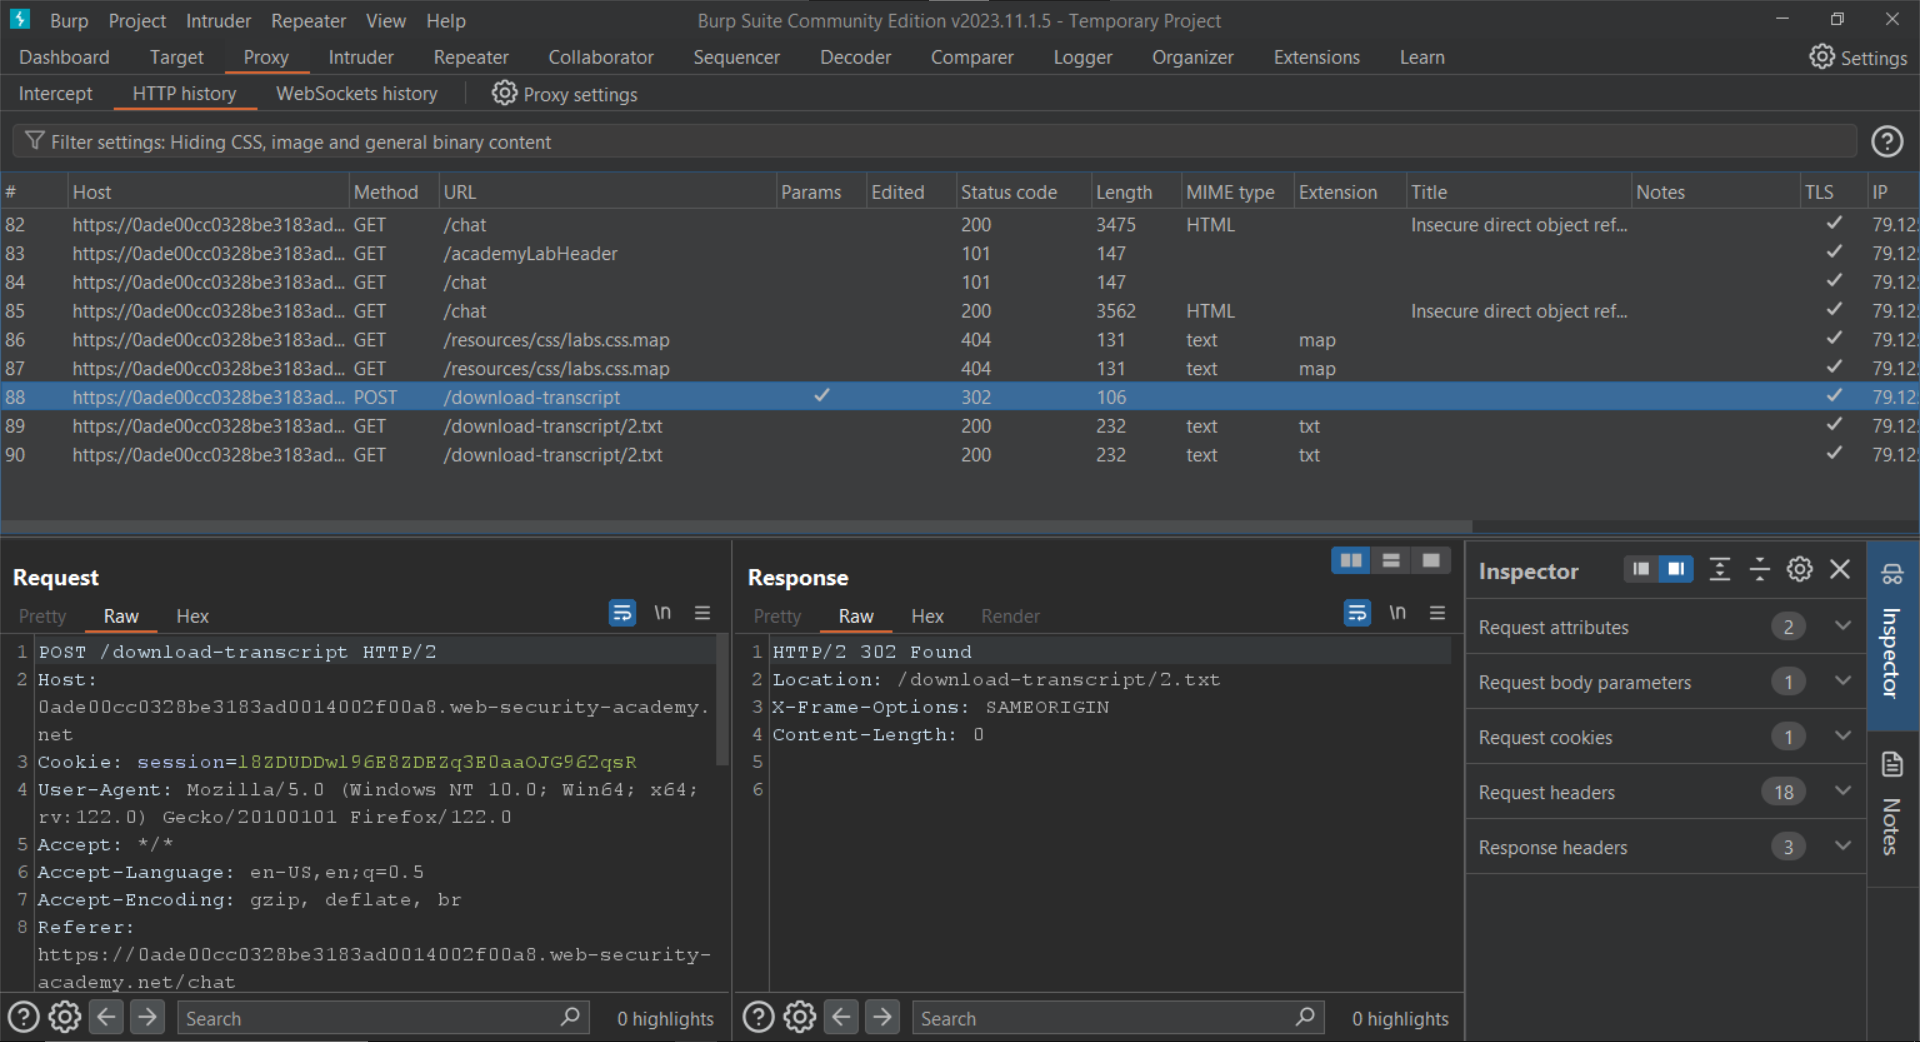 Burp Project Intruder Repeater View Help Burp Suite Community Edition v2023.11.1.5 - Temporary Project
Dashboard Target Proxy Intruder Repeater Collaborator Sequencer Decoder Comparer Logger Organizer Extensions Learn Settings
Intercept HTTP history WebSockets history Proxy settings
Filter settings: Hiding CSS, image and general binary content
# Host Method URL Params Edited Status code Length MIME type Extension Title Notes TLS IP
82 https://0ade00cc0328be3183ad... GET /chat 200 3475 HTML Insecure direct object ref... ✓ 79.12
83 https://0ade00cc0328be3183ad... GET /academyLabHeader 101 147 ✓ 79.12
84 https://0ade00cc0328be3183ad... GET /chat 101 147 ✓ 79.12
85 https://0ade00cc0328be3183ad... GET /chat 200 3562 HTML Insecure direct object ref... ✓ 79.12
86 https://0ade00cc0328be3183ad... GET /resources/css/labs.css.map 404 131 text map ✓ 79.12
87 https://0ade00cc0328be3183ad... GET /resources/css/labs.css.map 404 131 text map ✓ 79.12
88 https://0ade00cc0328be3183ad... POST /download-transcript ✓ 302 106 ✓ 79.12
89 https://0ade00cc0328be3183ad... GET /download-transcript/2.txt 200 232 text txt ✓ 79.12
90 https://0ade00cc0328be3183ad... GET /download-transcript/2.txt 200 232 text txt ✓ 79.12
Request
Pretty Raw Hex \n
1 POST /download-transcript HTTP/2
2 Host:
0ade00cc0328be3183ad0014002f00a8.web-security-academy.
net
3 Cookie: session=l8ZDUDDwl96E8ZDEZq3E0aaOJG962qsR
4 User-Agent: Mozilla/5.0 (Windows NT 10.0; Win64; x64;
rv:122.0) Gecko/20100101 Firefox/122.0
5 Accept: */*
6 Accept-Language: en-US,en;q=0.5
7 Accept-Encoding: gzip, deflate, br
8 Referer:
https://0ade00cc0328be3183ad0014002f00a8.web-security-
academy.net/chat
Search 0 highlights
Response
Pretty Raw Hex Render \n
1 HTTP/2 302 Found
2 Location: /download-transcript/2.txt
3 X-Frame-Options: SAMEORIGIN
4 Content-Length: 0
5
6
Search 0 highlights
Inspector
Request attributes 2
Request body parameters 1
Request cookies 1
Request headers 18
Response headers 3
Inspector
Notes